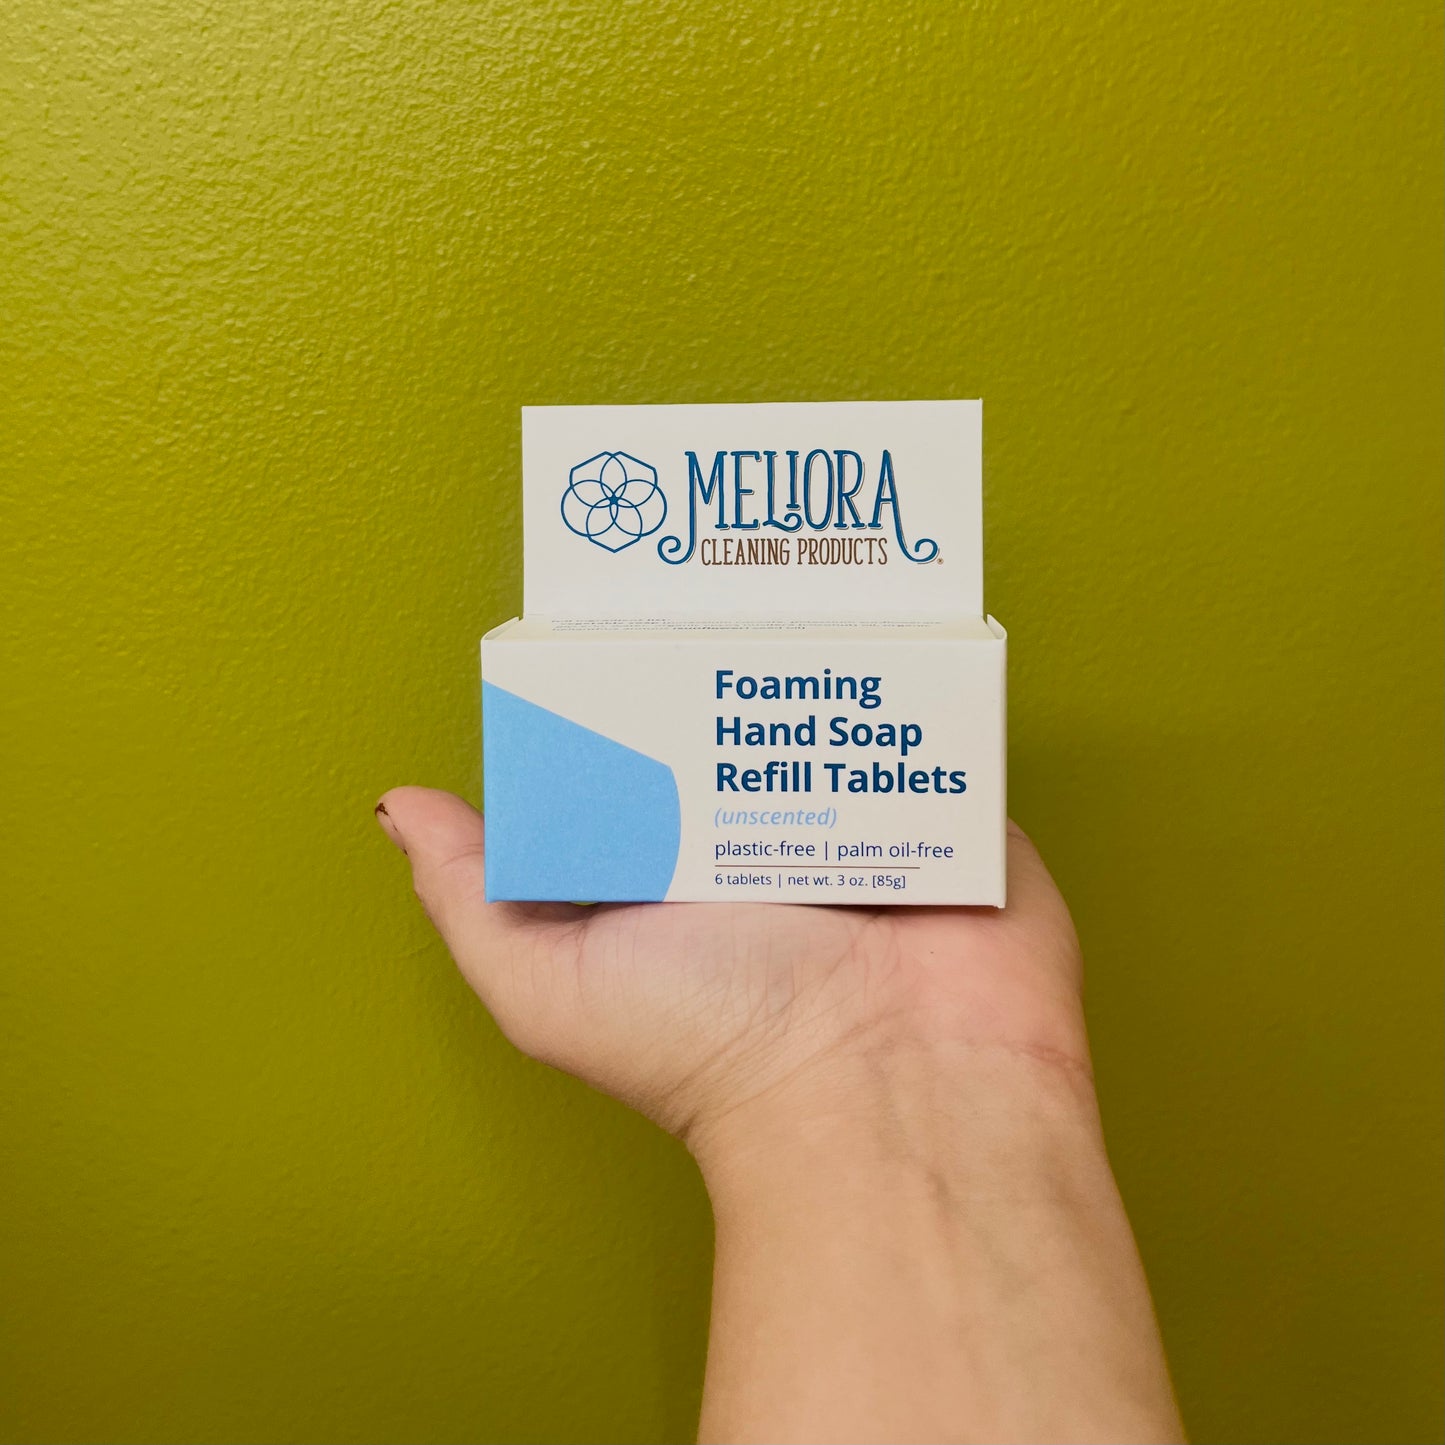 MELIORA
CLEANING PRODUCTS
Foaming
Hand Soap
Refill Tablets
(unscented)
plastic-free | palm oil-free
6 tablets | net wt. 3 oz. [85g]